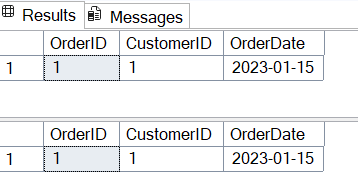 Results Messages
OrderID CustomerID OrderDate
1 1 1 2023-01-15
OrderID CustomerID OrderDate
1 1 1 2023-01-15